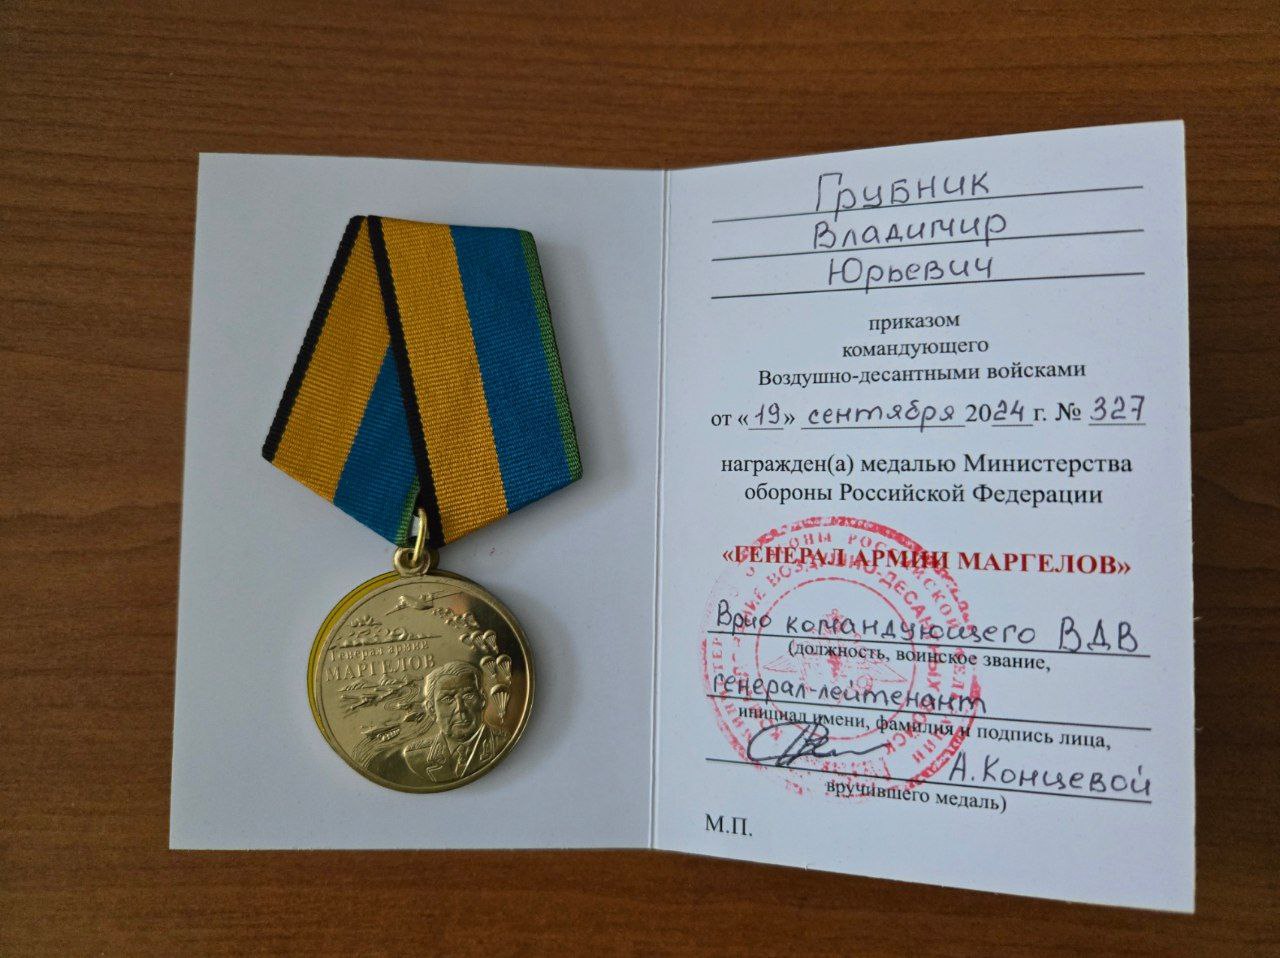 Генерал армии
МАРГЕЛОВ
Грубник
Владимир
Юрьевич
приказом
командующего
Воздушно-десантными войсками
от «19» сентября 2024 г. № 327
награжден(а) медалью Министерства
обороны Российской Федерации
«ГЕНЕРАЛ АРМИИ МАРГЕЛОВ»
Врио командующего ВДВ
(должность, воинское звание,
генерал-лейтенант
инициал имени, фамилия и подпись лица,
А.Концевой
вручившего медаль)
М.П.